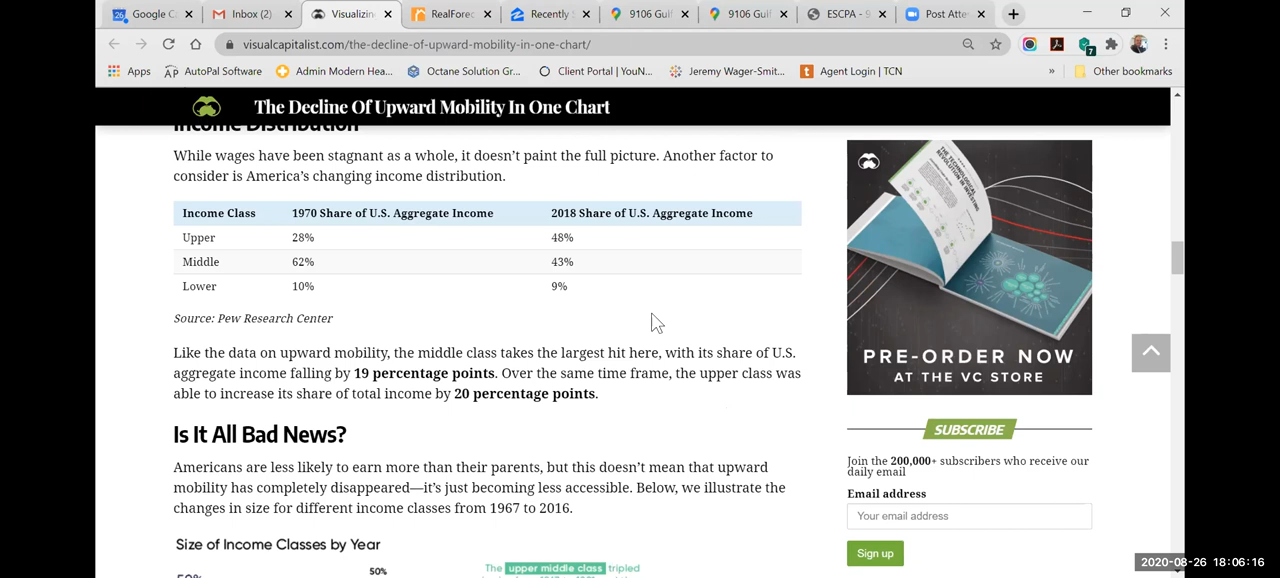 Google C
Inbox (2)
Visualizin
RealForec
Recently S
9106 Gulf
9106 Gulf
ESCPA - 9
Post Atte
visualcapitalist.com/the-decline-of-upward-mobility-in-one-chart/
7
Apps
AutoPal Software
Admin Modern Hea...
Octane Solution Gr...
Client Portal | YouN...
Jeremy Wager-Smit...
Agent Login | TCN
»
Other bookmarks
The Decline Of Upward Mobility In One Chart
Income Distribution
While wages have been stagnant as a whole, it doesn't paint the full picture. Another factor to
consider is America's changing income distribution.
Income Class 1970 Share of U.S. Aggregate Income 2018 Share of U.S. Aggregate Income
Upper 28% 48%
Middle 62% 43%
Lower 10% 9%
Source: Pew Research Center
Like the data on upward mobility, the middle class takes the largest hit here, with its share of U.S.
aggregate income falling by 19 percentage points. Over the same time frame, the upper class was
able to increase its share of total income by 20 percentage points.
Is It All Bad News?
Americans are less likely to earn more than their parents, but this doesn't mean that upward
mobility has completely disappeared—it's just becoming less accessible. Below, we illustrate the
changes in size for different income classes from 1967 to 2016.
Size of Income Classes by Year
50%
50%
The upper middle class tripled
THE TECHNOLOGICAL
REVOLUTION IN INVESTING
PRE-ORDER NOW
AT THE VC STORE
SUBSCRIBE
Join the 200,000+ subscribers who receive our
daily email
Email address
Your email address
Sign up
2020-08-26 18:06:16